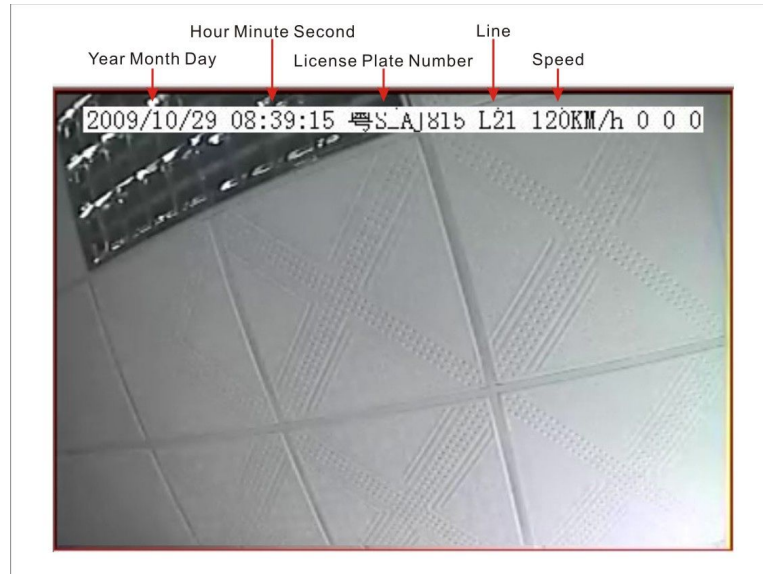 Hour Minute Second Line
Year Month Day License Plate Number Speed
2009/10/29 08:39:15 粤S_AJ815 L21 120KM/h 0 0 0